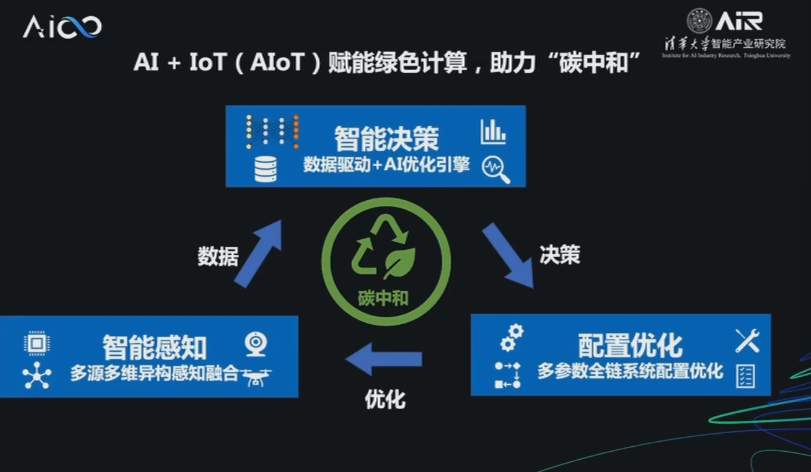 AiOO
AiR
清华大学智能产业研究院
Institute for AI Industry Research, Tsinghua University
AI + IoT（AIoT）赋能绿色计算，助力“碳中和”
智能决策
数据驱动+AI优化引擎
数据
决策
碳中和
智能感知
多源多维异构感知融合
配置优化
多参数全链系统配置优化
优化